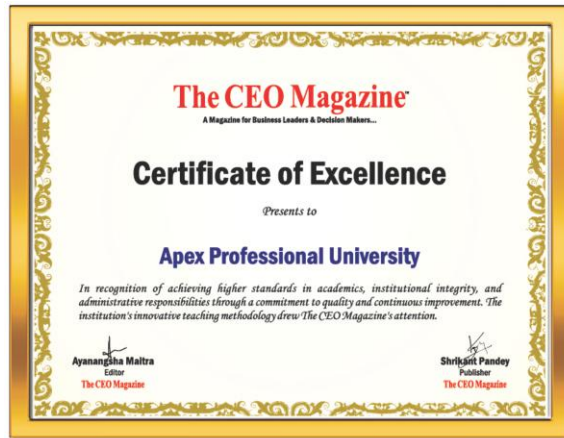 The CEO Magazine™
A Magazine for Business Leaders & Decision Makers...
Certificate of Excellence
Presents to
Apex Professional University
In recognition of achieving higher standards in academics, institutional integrity, and
administrative responsibilities through a commitment to quality and continuous improvement. The
institution's innovative teaching methodology drew The CEO Magazine's attention.
Ayanangsha Maitra
Editor
The CEO Magazine
Shrikant Pandey
Publisher
The CEO Magazine